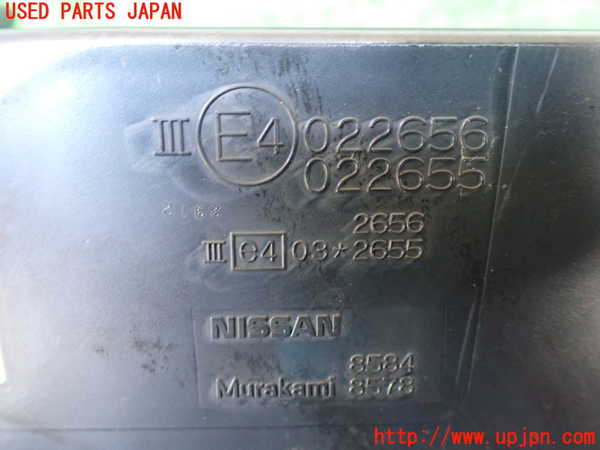 USED PARTS JAPAN
III E4 022656
022655
2656
III e4 03*2655
NISSAN
8584
Murakami 8573
http://www.upjpn.com/